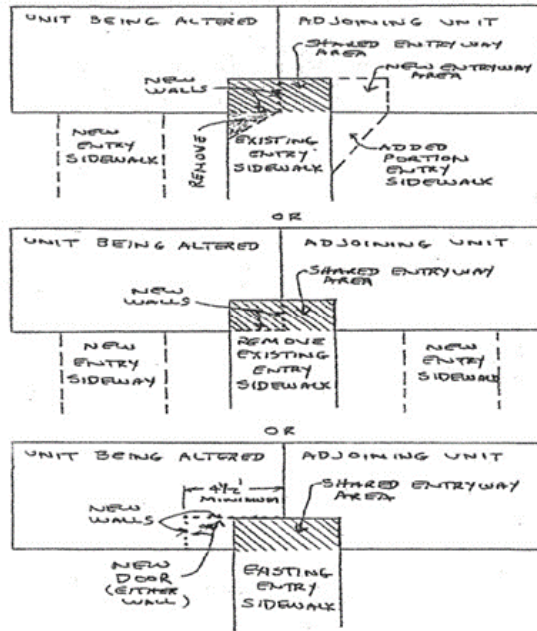 UNIT BEING ALTERED
ADJOINING UNIT
SHARED ENTRYWAY
AREA
NEW
WALLS
NEW ENTRYWAY
AREA
NEW
ENTRY
SIDEWALK
REMOVE
EXISTING
ENTRY
SIDEWALK
ADDED
PORTION
ENTRY
SIDEWALK
OR
UNIT BEING ALTERED
ADJOINING UNIT
SHARED ENTRYWAY
AREA
NEW
WALLS
NEW
ENTRY
SIDEWAY
REMOVE
EXISTING
ENTRY
SIDEWALK
NEW
ENTRY
SIDEWALK
OR
UNIT BEING ALTERED
ADJOINING UNIT
4½'
MINIMUM
SHARED ENTRYWAY
AREA
NEW
WALLS
NEW
DOOR
(EITHER
WALL)
EXISTING
ENTRY
SIDEWALK